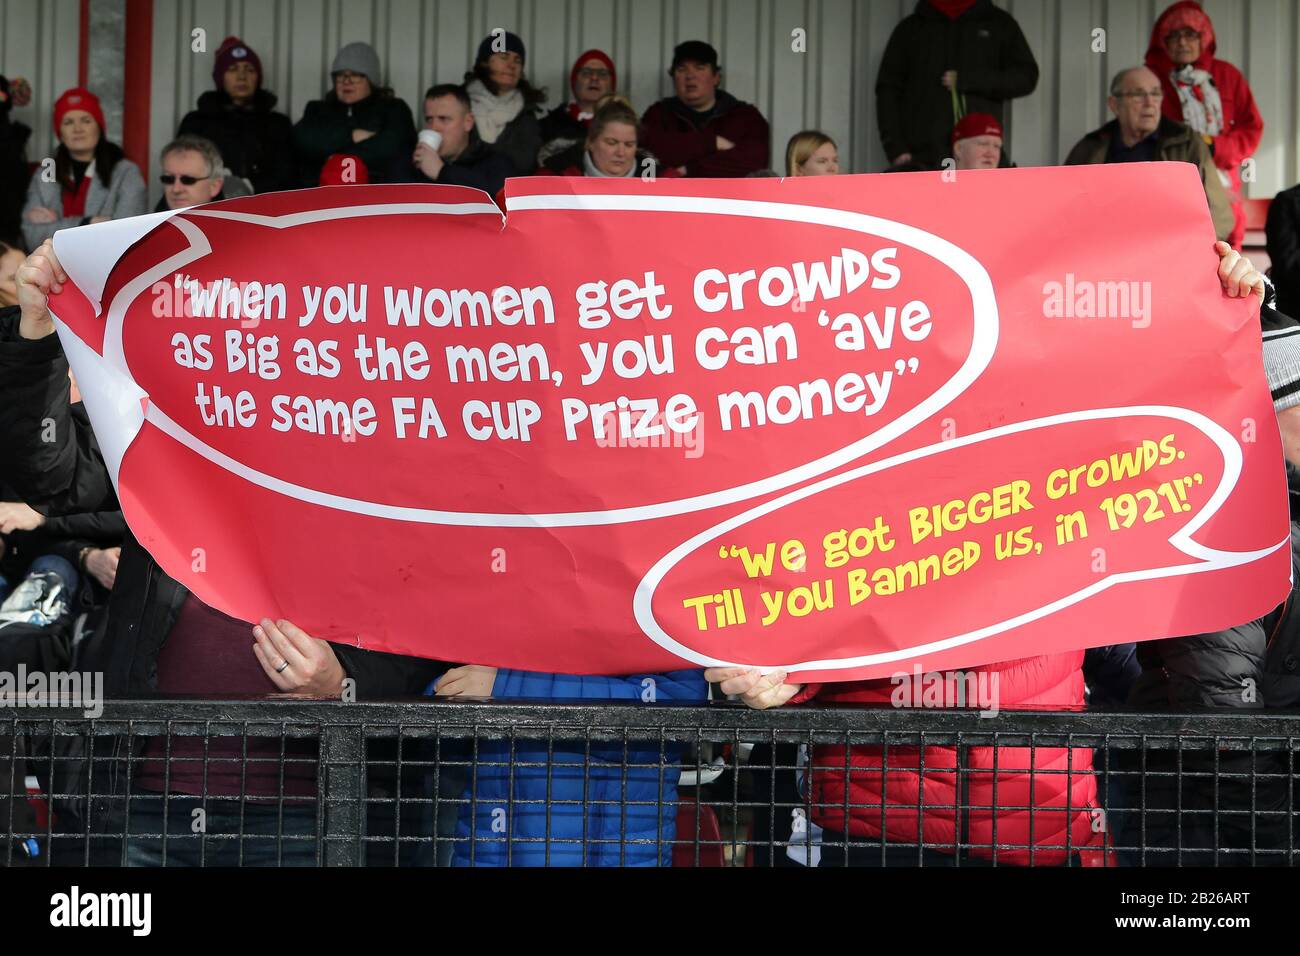 "When you women get crowds
as big as the men, you can 'ave
the same FA Cup prize money"
"We got BIGGER crowds.
Till you banned us, in 1921!"
alamy
alamy
alamy
Image ID: 2B26ART
www.alamy.com